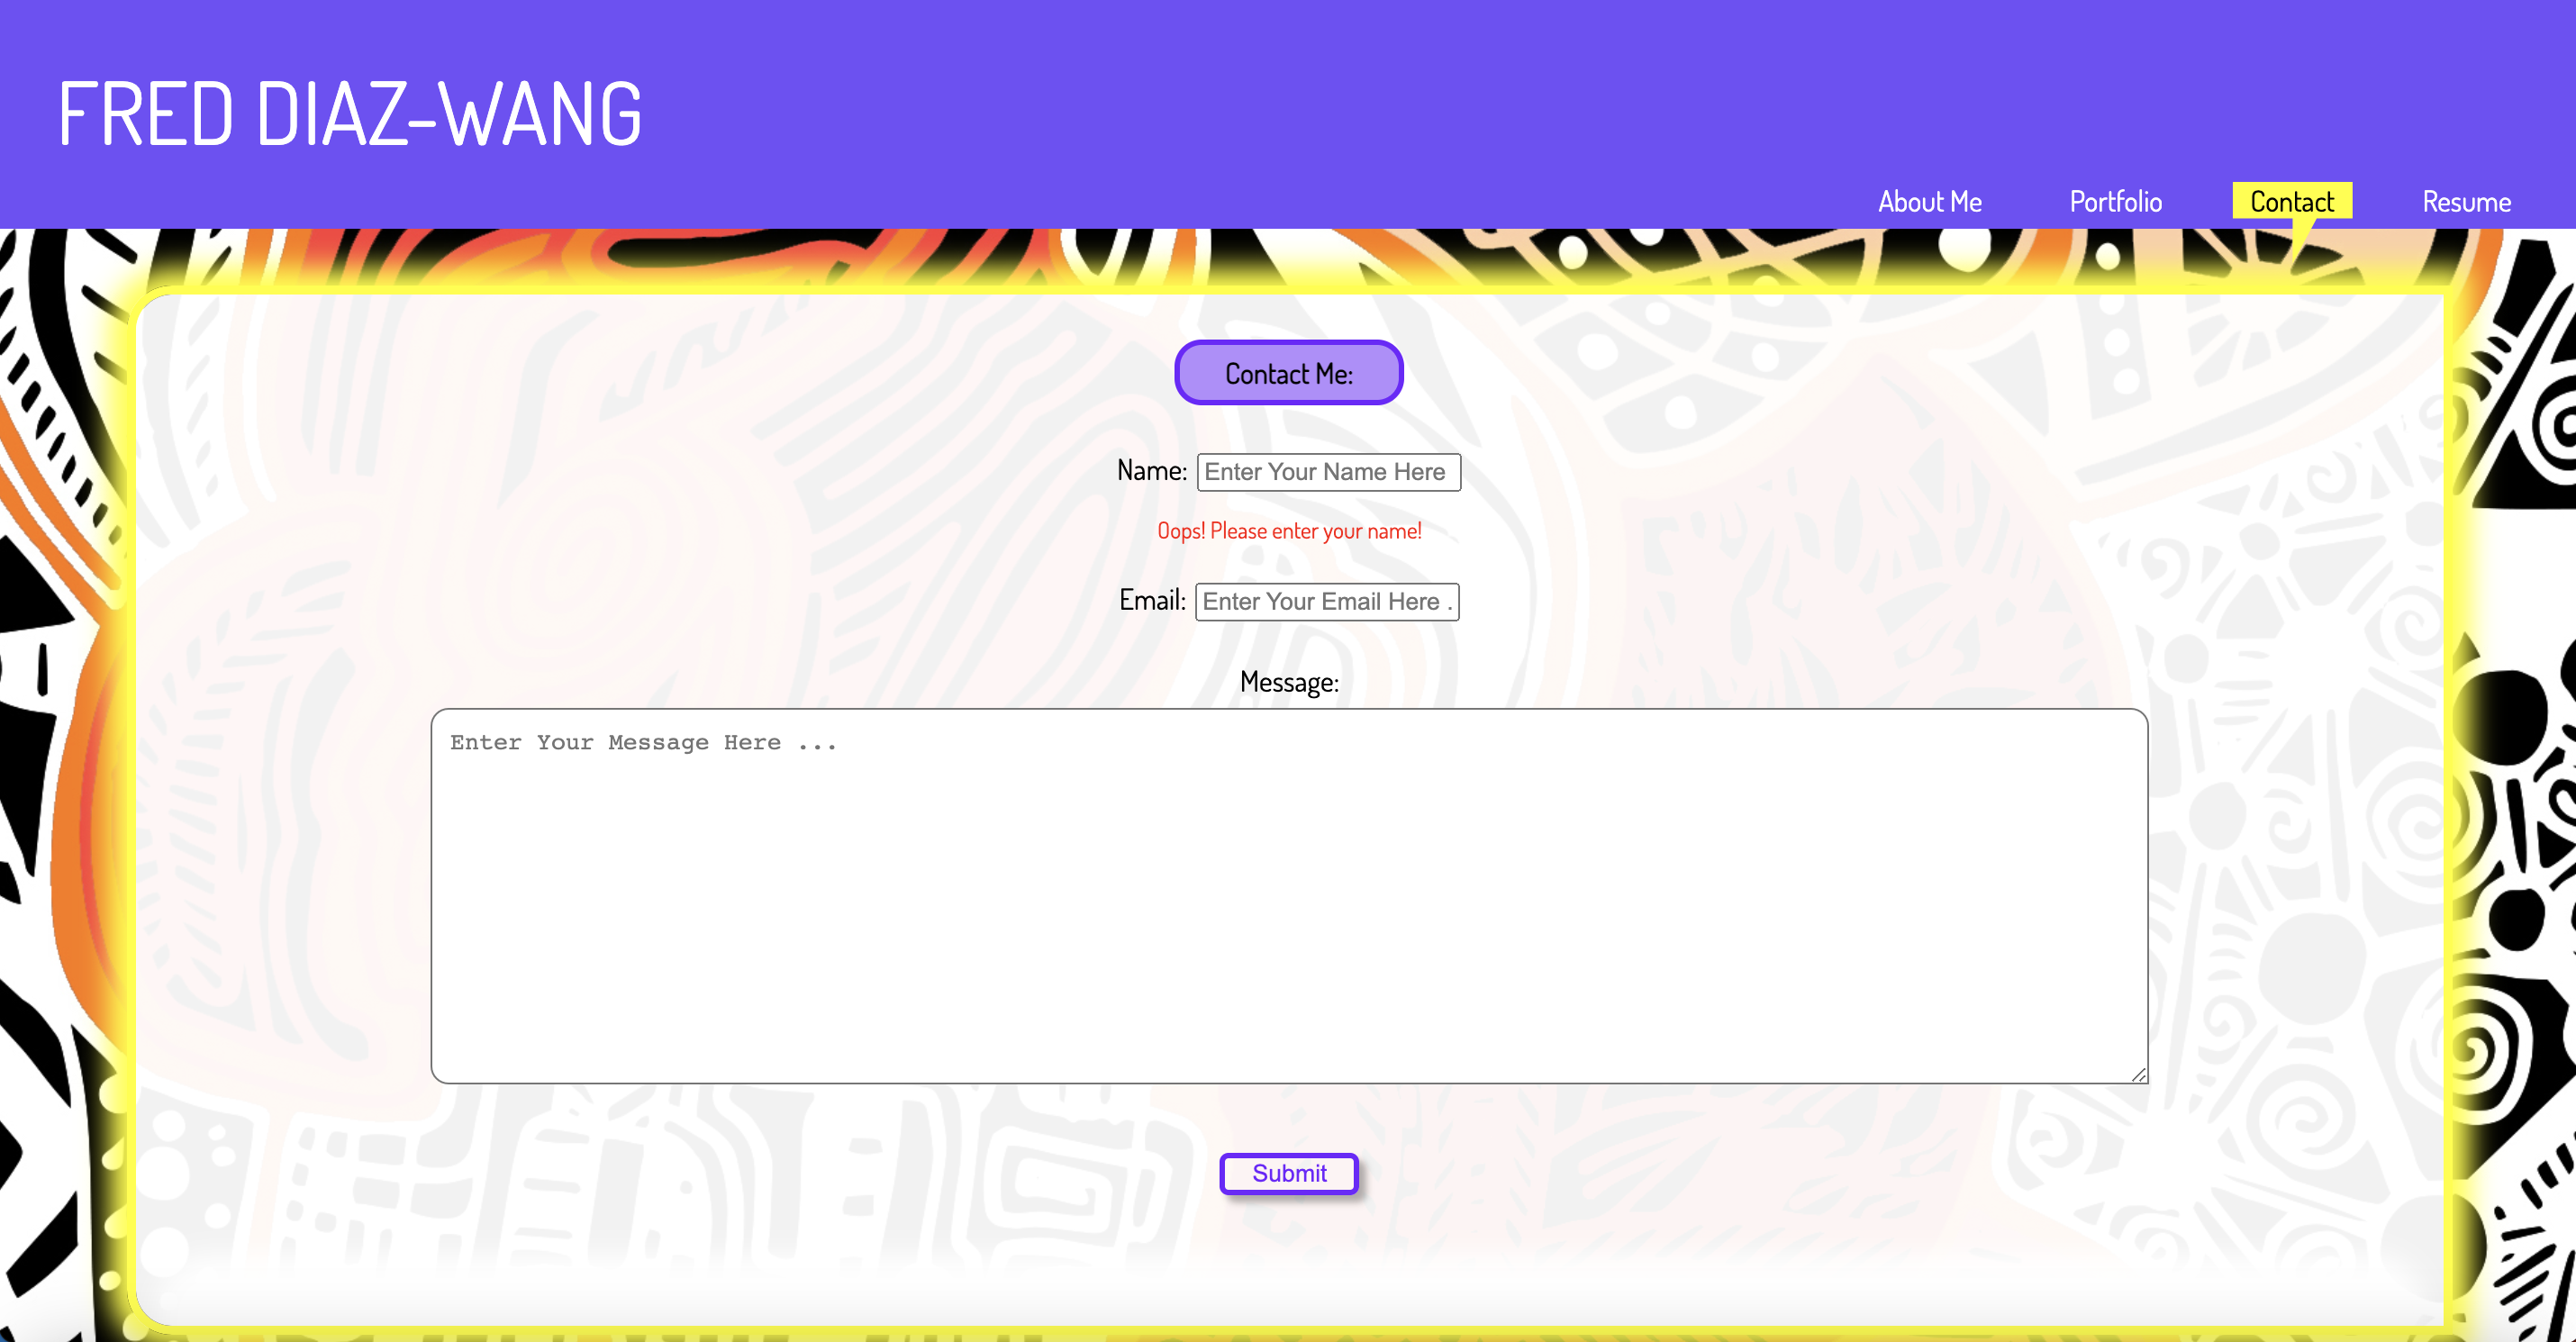 FRED DIAZ-WANG
About Me Portfolio Contact Resume
Contact Me:
Name: Enter Your Name Here
Oops! Please enter your name!
Email: Enter Your Email Here .
Message:
Enter Your Message Here ...
Submit